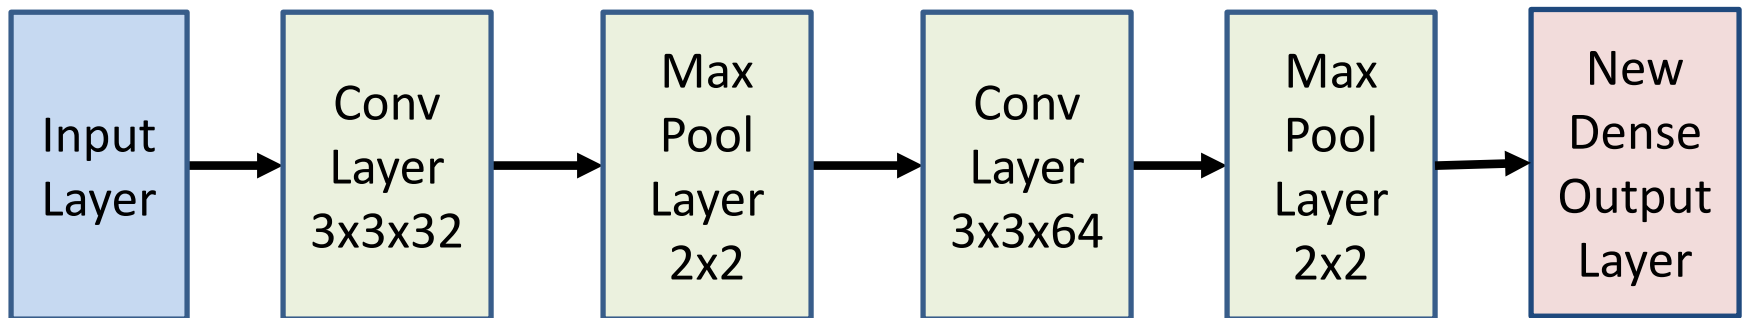 Input
Layer
Conv
Layer
3x3x32
Max
Pool
Layer
2x2
Conv
Layer
3x3x64
Max
Pool
Layer
2x2
New
Dense
Output
Layer